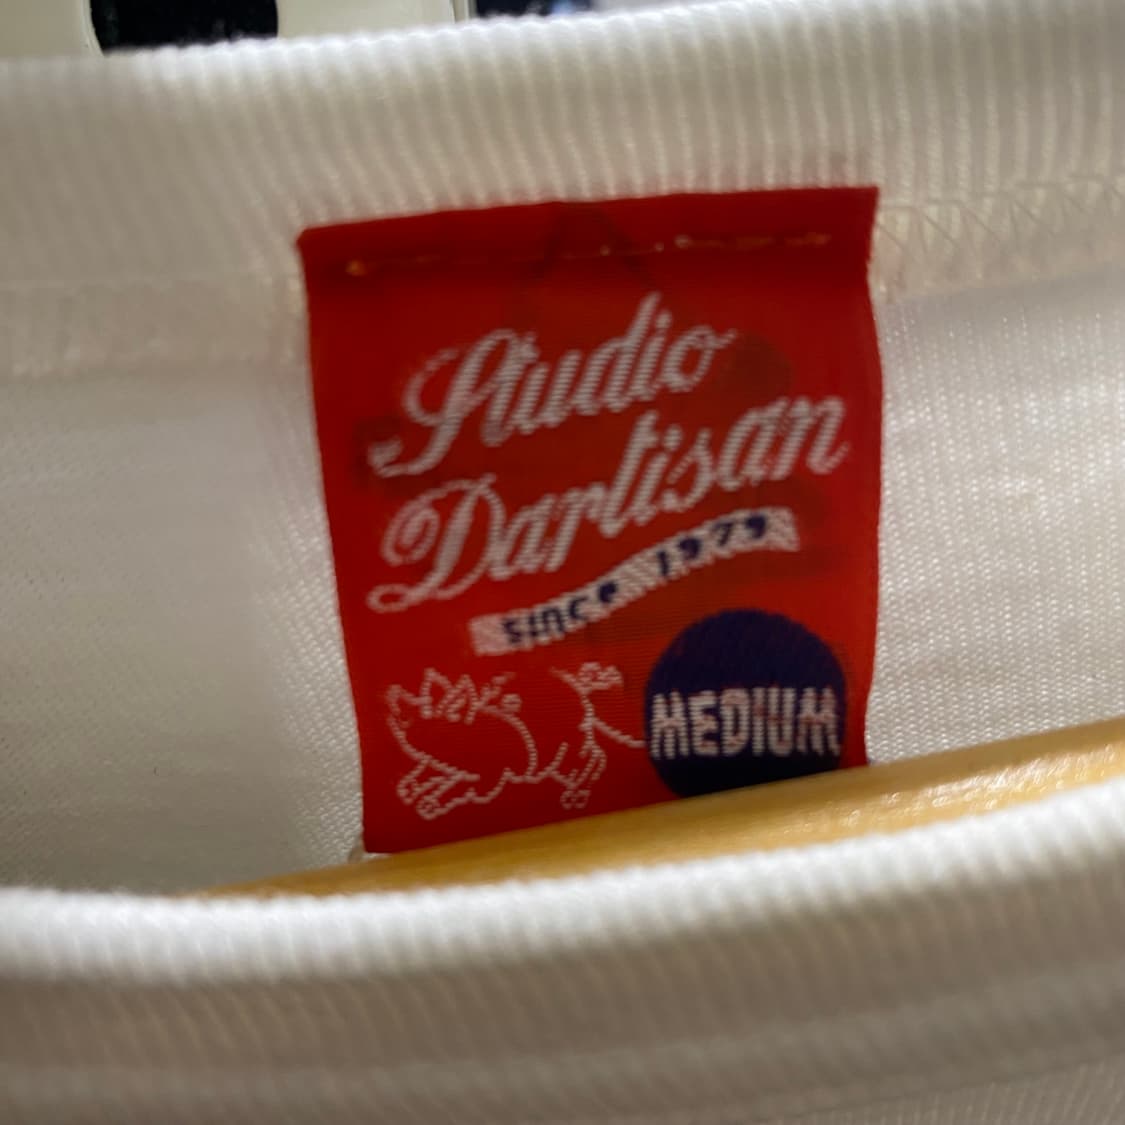 Studio
Dartisan
SINCE 1979
MEDIUM